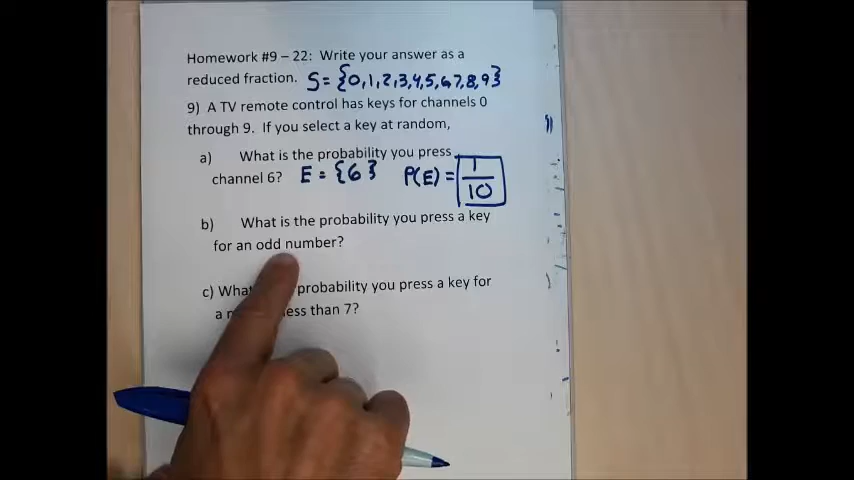 Homework #9 – 22: Write your answer as a
reduced fraction. S = {0,1,2,3,4,5,6,7,8,9}
9) A TV remote control has keys for channels 0
through 9. If you select a key at random,
a) What is the probability you press
channel 6? E = {6} P(E) = 1/10
b) What is the probability you press a key
for an odd number?
c) What probability you press a key for
a less than 7?